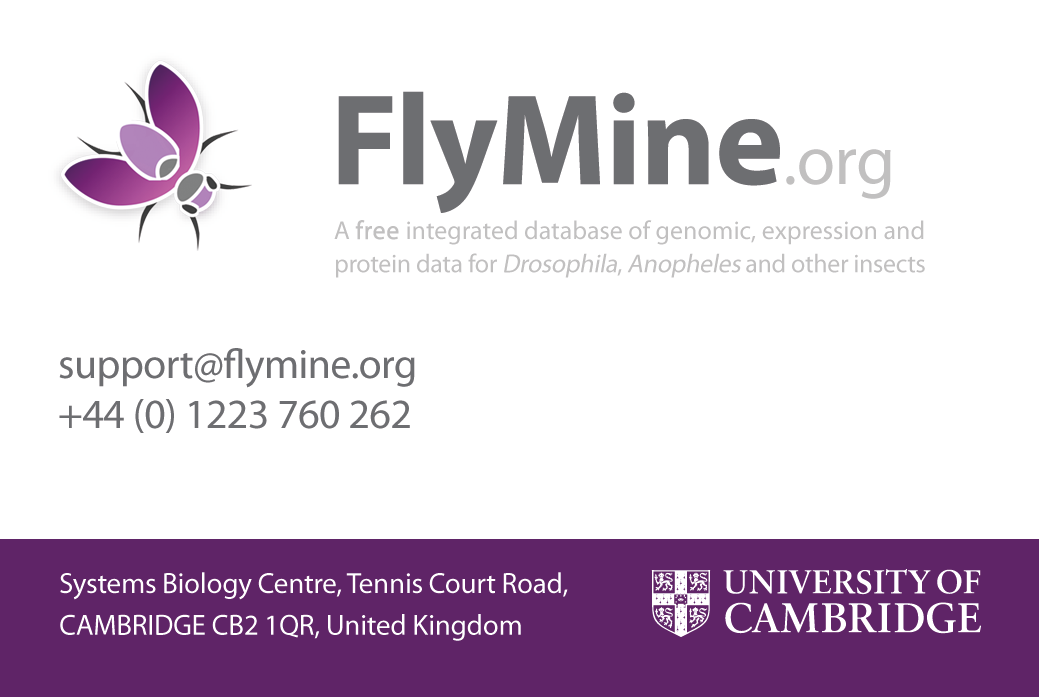 FlyMine.org
A free integrated database of genomic, expression and
protein data for Drosophila, Anopheles and other insects
support@flymine.org
+44 (0) 1223 760 262
Systems Biology Centre, Tennis Court Road,
CAMBRIDGE CB2 1QR, United Kingdom
UNIVERSITY OF
CAMBRIDGE